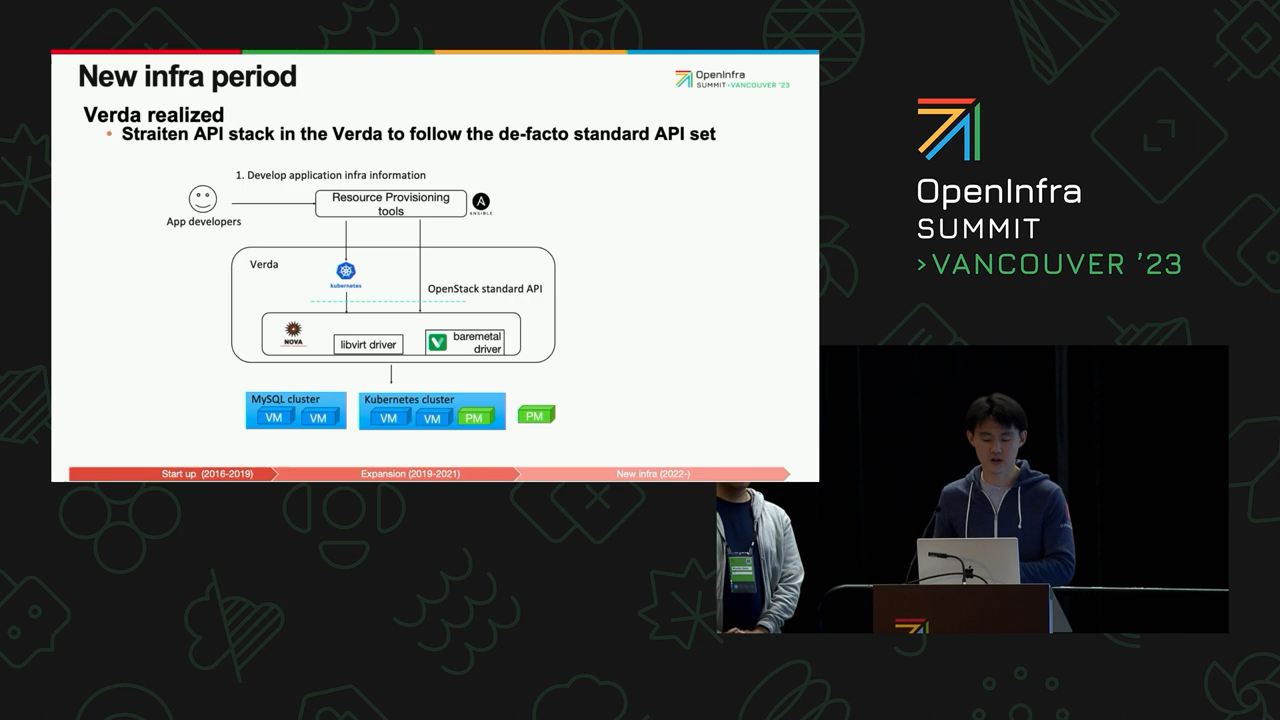 New infra period
OpenInfra
SUMMIT › VANCOUVER '23
Verda realized
• Straiten API stack in the Verda to follow the de-facto standard API set
1. Develop application infra information
App developers
Resource Provisioning
tools
A
ANSIBLE
Verda
kubernetes
OpenStack standard API
NOVA
libvirt driver
baremetal
driver
MySQL cluster
VM
VM
Kubernetes cluster
VM
VM
PM
PM
Start up (2016-2019)
Expansion (2019-2021)
New infra (2022-)
OpenInfra
SUMMIT
›VANCOUVER '23